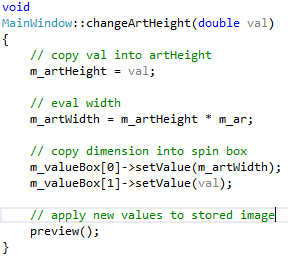 void
MainWindow::changeArtHeight(double val)
{
// copy val into artHeight
m_artHeight = val;
// eval width
m_artWidth = m_artHeight * m_ar;
// copy dimension into spin box
m_valueBox[0]->setValue(m_artWidth);
m_valueBox[1]->setValue(val);
// apply new values to stored image
preview();
}